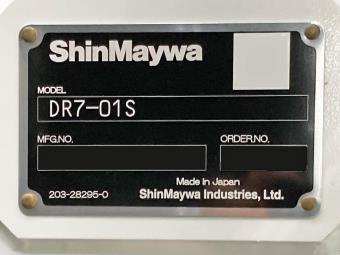 ShinMaywa
MODEL
DR7-01S
MFG.NO. ORDER.NO.
Made in Japan
203-28295-0 ShinMaywa Industries, Ltd.